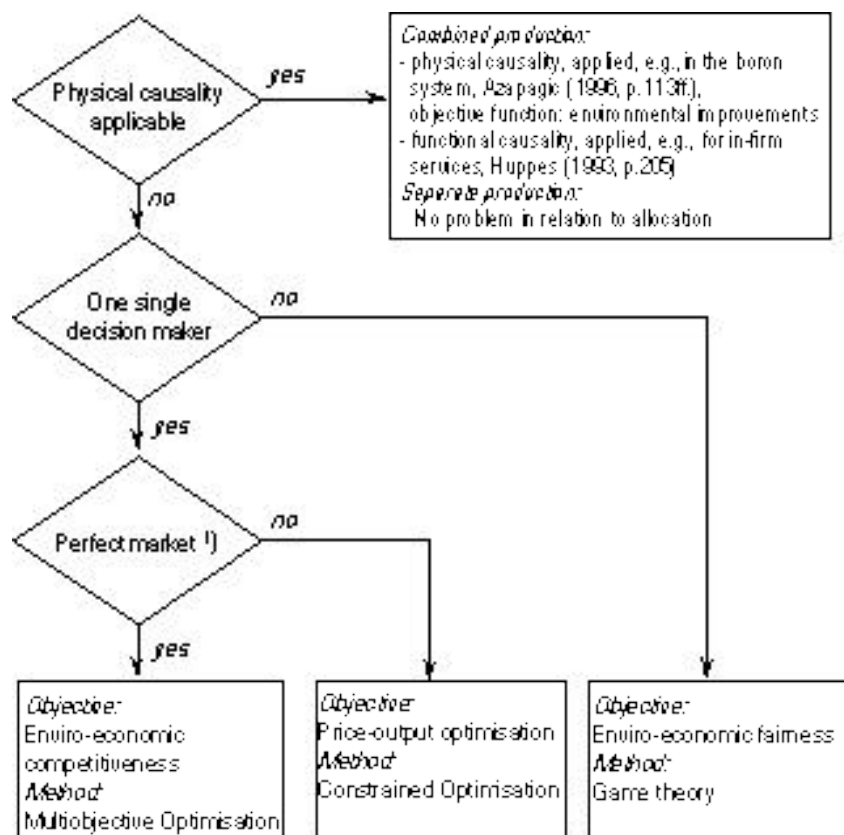 Combined production:
- physical causality, applied, e.g., in the boron
system, Azapagic (1996, p.113ff.),
objective function: environmental improvements
- functional causality, applied, e.g., for in-firm
services, Huppes (1993, p.205)
Seperete production:
No problem in relation to allocation
yes
Physical causality
applicable
no
One single
decision maker
no
yes
Perfect market ¹)
no
yes
Objective:
Enviro-economic
competitiveness
Method:
Multiobjective Optimisation
Objective:
Price-output optimisation
Method:
Constrained Optimisation
Objective:
Enviro-economic fairness
Method:
Game theory